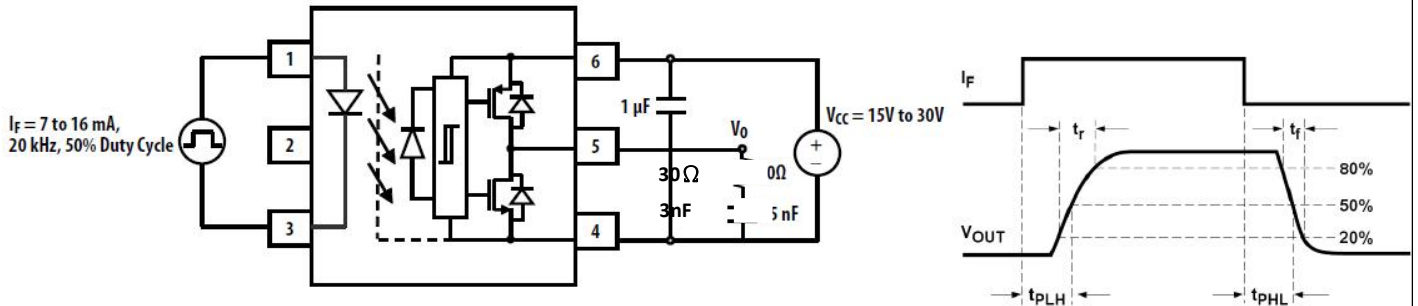 I_F = 7 to 16 mA,
20 kHz, 50% Duty Cycle
1
2
3
6
5
4
1 µF
V_O
30Ω
0Ω
3nF
5 nF
V_CC = 15V to 30V
+
−
I_F
t_r
t_f
80%
50%
20%
V_OUT
t_PLH
t_PHL